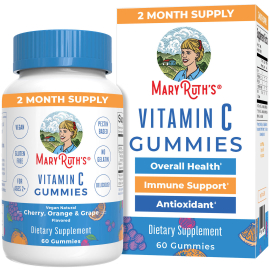 2 MONTH SUPPLY
VEGAN
PECTIN
BASED
GLUTEN
FREE
NON
GMO
MARYRUTH'S®
VITAMIN C
GUMMIES
Vegan Natural
Cherry, Orange & Grape
Flavored
Dietary Supplement
60 Gummies
2 MONTH SUPPLY
MARYRUTH'S®
VITAMIN C
GUMMIES
Overall Health*
Immune Support*
Antioxidant*
Dietary Supplement
60 GUMMIES